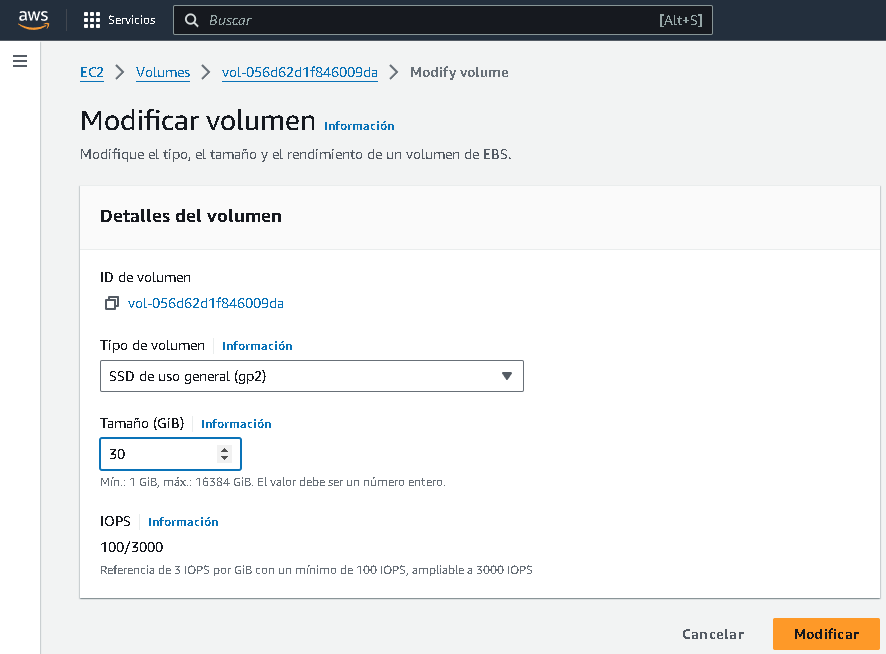 aws Servicios Buscar [Alt+S]
EC2 > Volumes > vol-056d62d1f846009da > Modify volume
Modificar volumen Información
Modifique el tipo, el tamaño y el rendimiento de un volumen de EBS.
Detalles del volumen
ID de volumen
vol-056d62d1f846009da
Tipo de volumen Información
SSD de uso general (gp2)
Tamaño (GiB) Información
30
Mín.: 1 GiB, máx.: 16384 GiB. El valor debe ser un número entero.
IOPS Información
100/3000
Referencia de 3 IOPS por GiB con un mínimo de 100 IOPS, ampliable a 3000 IOPS
Cancelar Modificar